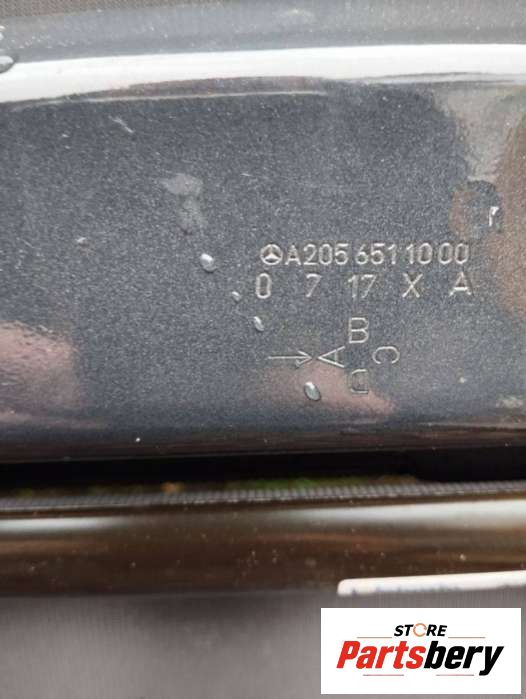 A205 651 10 00
0 7 17 X A
B
A C
D
STORE
Partsbery